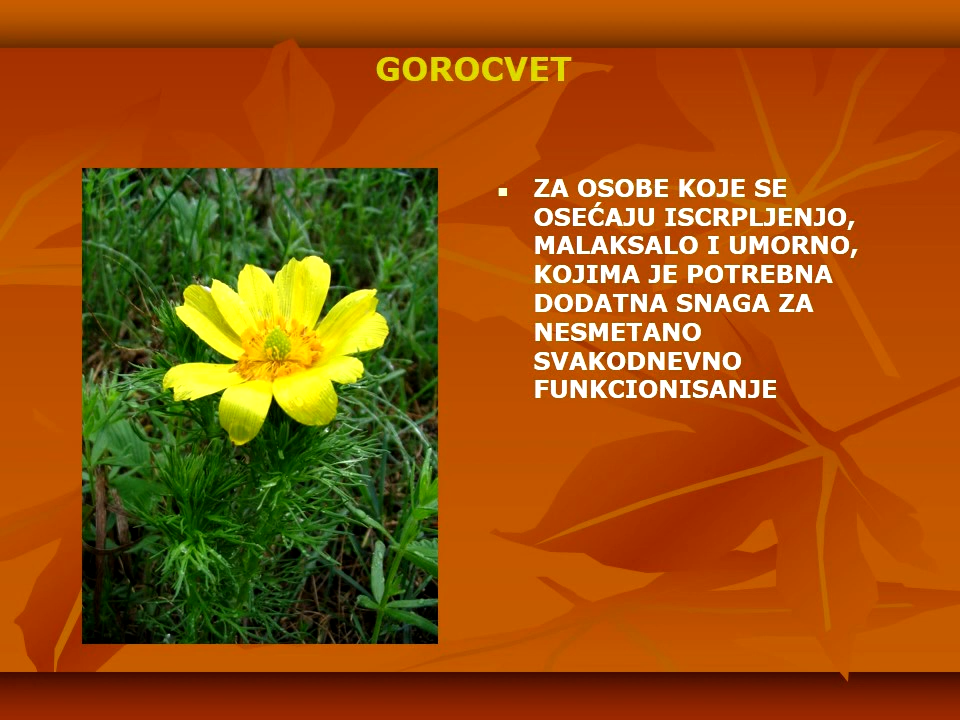 GOROCVET
ZA OSOBE KOJE SE
OSEĆAJU ISCRPLJENJO,
MALAKSALO I UMORNO,
KOJIMA JE POTREBNA
DODATNA SNAGA ZA
NESMETANO
SVAKODNEVNO
FUNKCIONISANJE